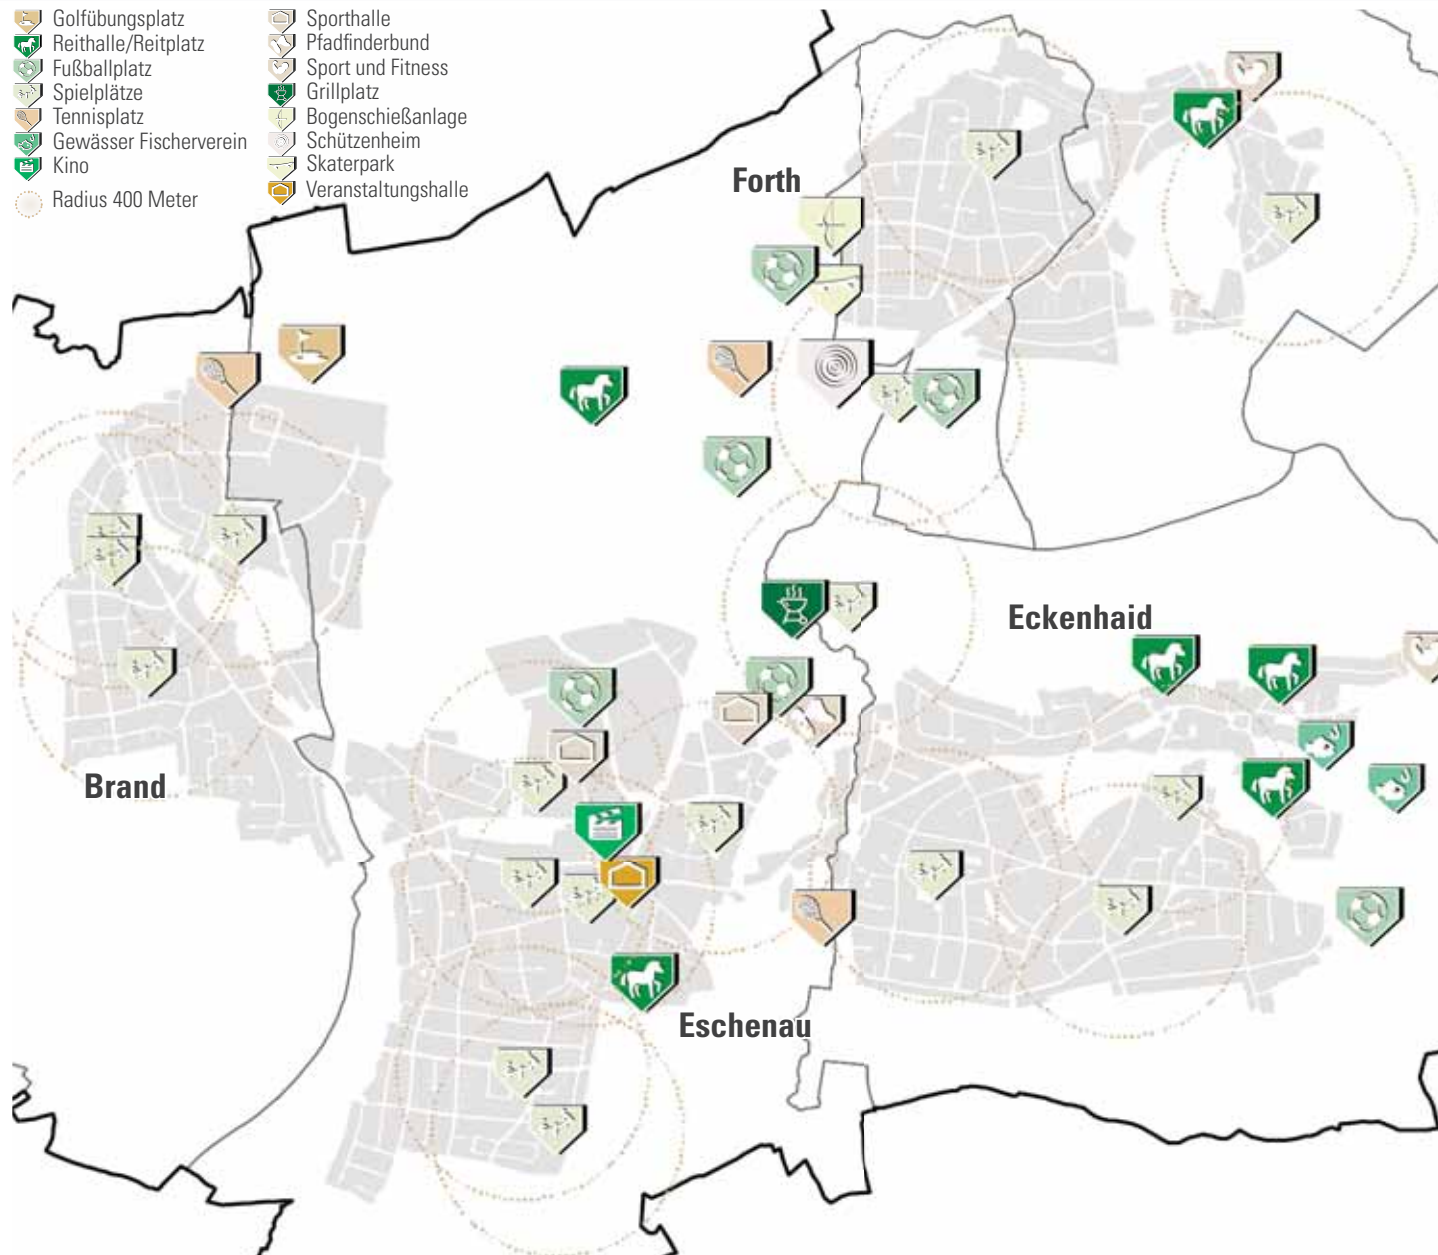 Golfübungsplatz
Reithalle/Reitplatz
Fußballplatz
Spielplätze
Tennisplatz
Gewässer Fischerverein
Kino
Radius 400 Meter
Sporthalle
Pfadfinderbund
Sport und Fitness
Grillplatz
Bogenschießanlage
Schützenheim
Skaterpark
Veranstaltungshalle
Forth
Eckenhaid
Brand
Eschenau